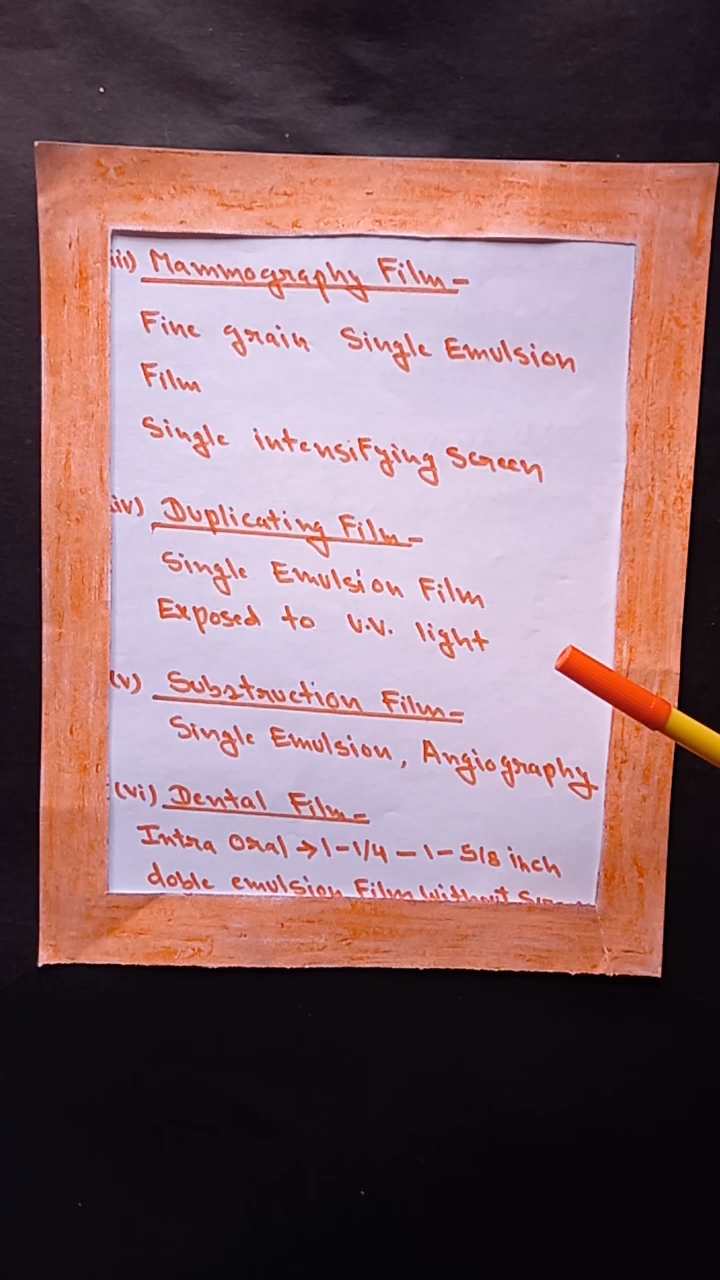 iii) Mammography Film-
Fine grain Single Emulsion
Film
Single intensifying Screen
iv) Duplicating Film-
Single Emulsion Film
Exposed to U.V. light
(v) Substruction Film-
Single Emulsion, Angiography
(vi) Dental Film-
Intra Oral → 1-1/4 - 1-5/8 inch
doble emulsion Film without